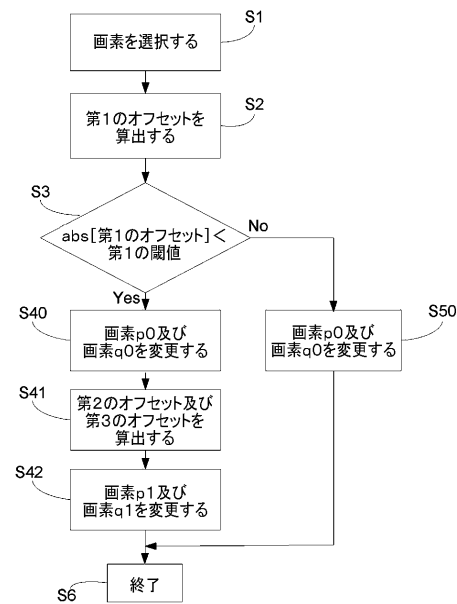 S1
画素を選択する
S2
第1のオフセットを
算出する
S3
abs[第1のオフセット]<
第1の閾値
No
Yes
S40
画素p0及び
画素q0を変更する
S50
画素p0及び
画素q0を変更する
S41
第2のオフセット及び
第3のオフセットを
算出する
S42
画素p1及び
画素q1を変更する
S6
終了